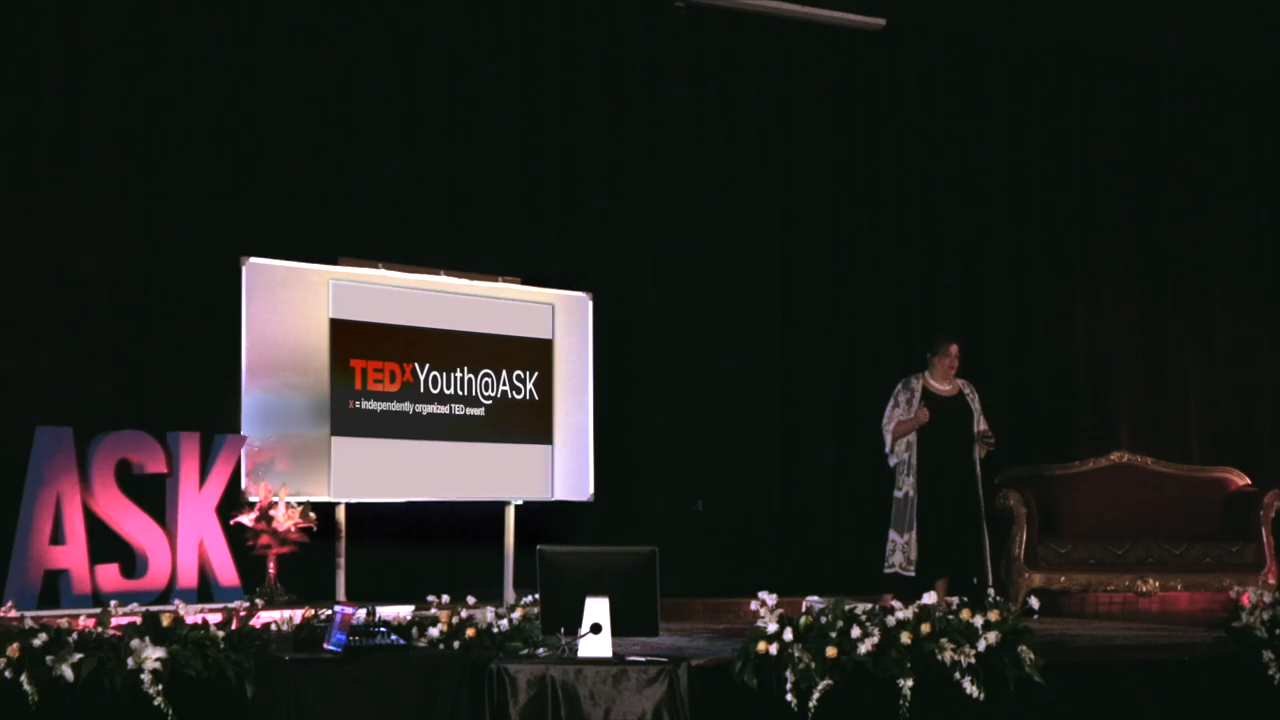 TEDxYouth@ASK
x = independently organized TED event
ASK